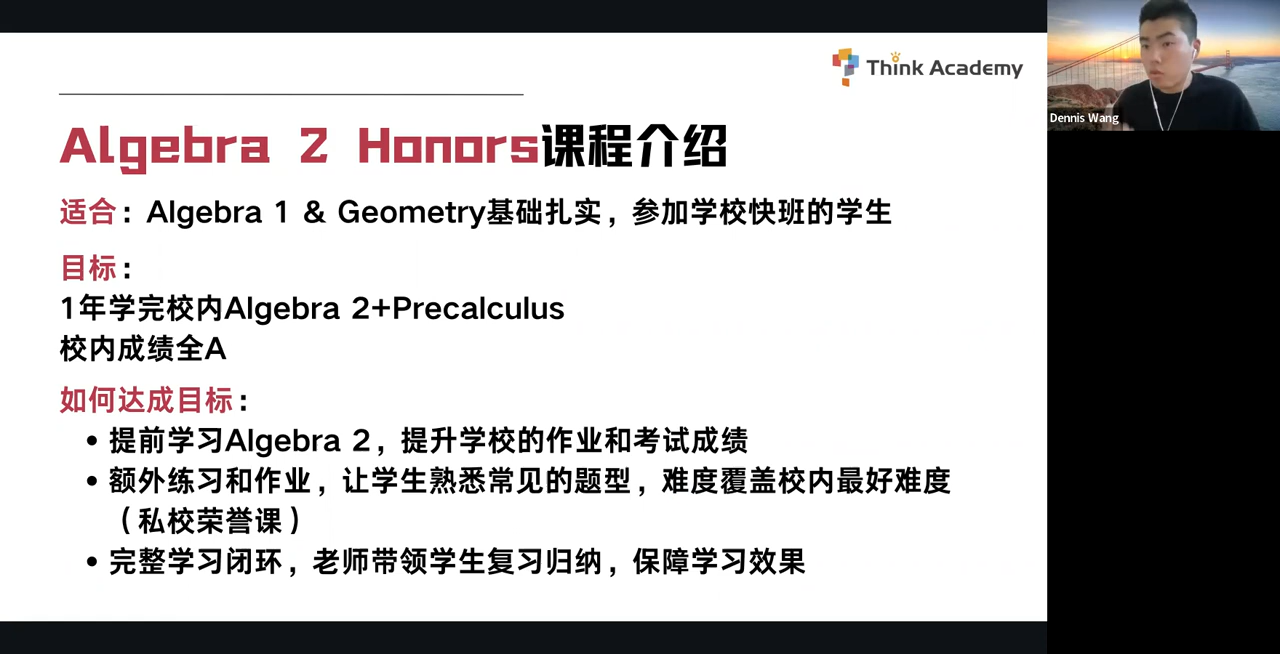 Think Academy
Dennis Wang
Algebra 2 Honors课程介绍
适合：Algebra 1 & Geometry基础扎实，参加学校快班的学生
目标：
1年学完校内Algebra 2+Precalculus
校内成绩全A
如何达成目标：
• 提前学习Algebra 2，提升学校的作业和考试成绩
• 额外练习和作业，让学生熟悉常见的题型，难度覆盖校内最好难度
（私校荣誉课）
• 完整学习闭环，老师带领学生复习归纳，保障学习效果